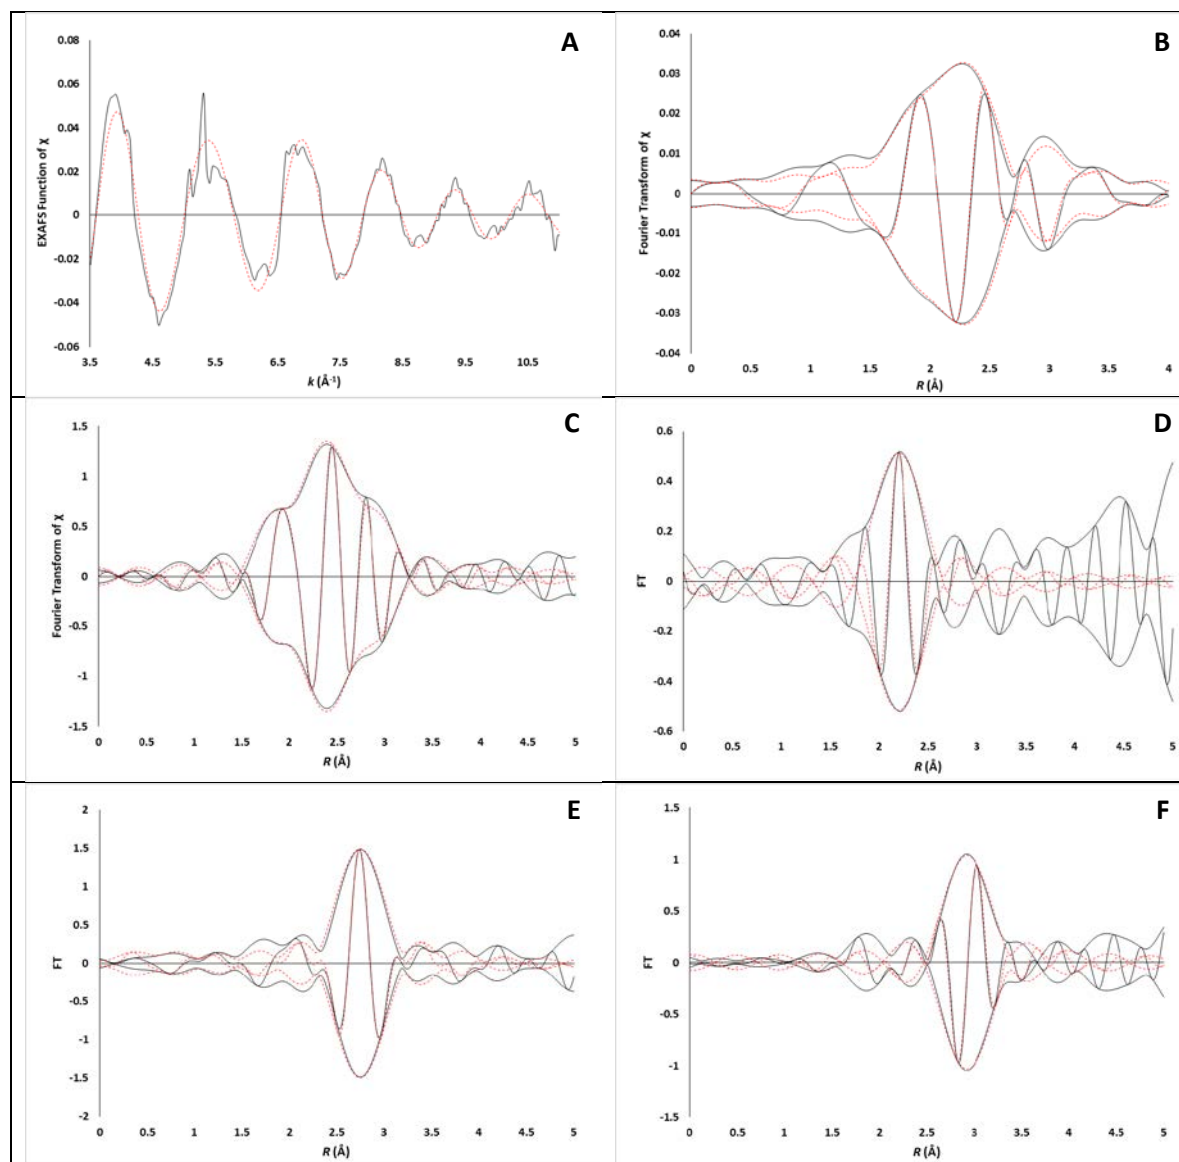 A
EXAFS Function of χ
0.08
0.06
0.04
0.02
0
-0.02
-0.04
-0.06
3.5 4.5 5.5 6.5 7.5 8.5 9.5 10.5
k (Å-1)
B
Fourier Transform of χ
0.04
0.03
0.02
0.01
0
-0.01
-0.02
-0.03
-0.04
0 0.5 1 1.5 2 2.5 3 3.5 4
R (Å)
C
Fourier Transform of χ
1.5
1
0.5
0
-0.5
-1
-1.5
0 0.5 1 1.5 2 2.5 3 3.5 4 4.5 5
R (Å)
D
FT
0.6
0.4
0.2
0
-0.2
-0.4
-0.6
0 0.5 1 1.5 2 2.5 3 3.5 4 4.5 5
R (Å)
E
FT
2
1.5
1
0.5
0
-0.5
-1
-1.5
-2
0 0.5 1 1.5 2 2.5 3 3.5 4 4.5 5
R (Å)
F
FT
1.5
1
0.5
0
-0.5
-1
-1.5
0 0.5 1 1.5 2 2.5 3 3.5 4 4.5 5
R (Å)